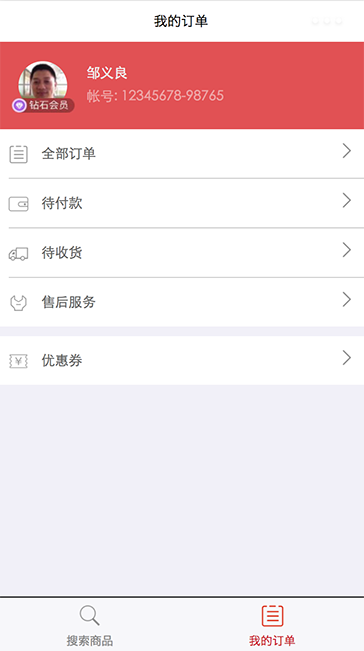 我的订单
邹义良
帐号: 12345678-98765
钻石会员
全部订单
待付款
待收货
售后服务
优惠券
搜索商品
我的订单